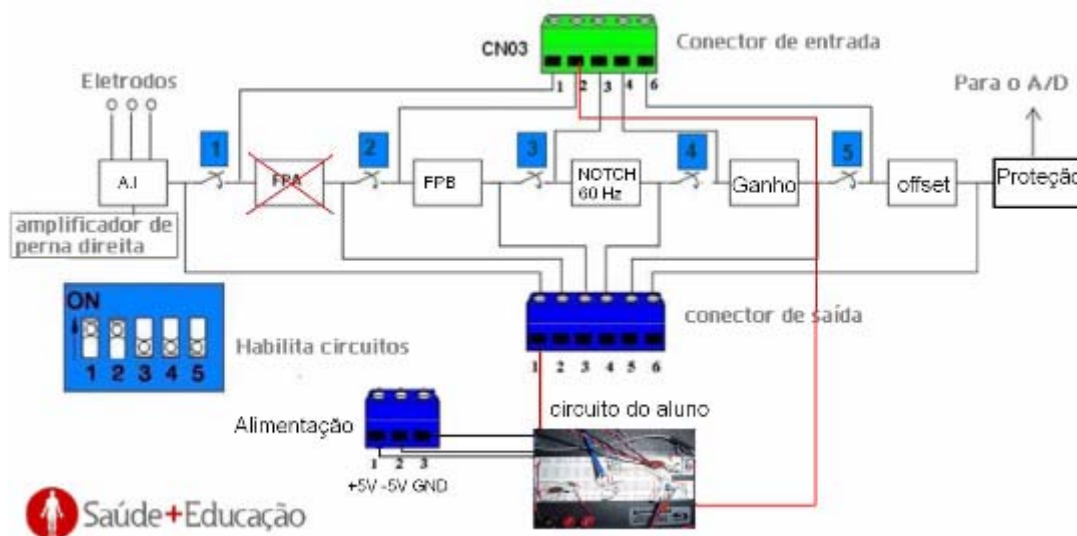 CN03
Conector de entrada
1 2 3 4 6
Eletrodos
Para o A/D
1
2
3
4
5
A.I
FPA
FPB
NOTCH
60 Hz
Ganho
offset
Proteção
amplificador de
perna direita
ON
1 2 3 4 5
Habilita circuitos
conector de saída
1 2 3 4 5 6
Alimentação
1 2 3
+5V -5V GND
circuito do aluno
Saúde+Educação